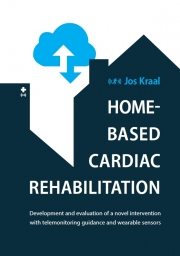 Jos Kraal
HOME-
BASED
CARDIAC
REHABILITATION
Development and evaluation of a novel intervention
with telemonitoring guidance and wearable sensors